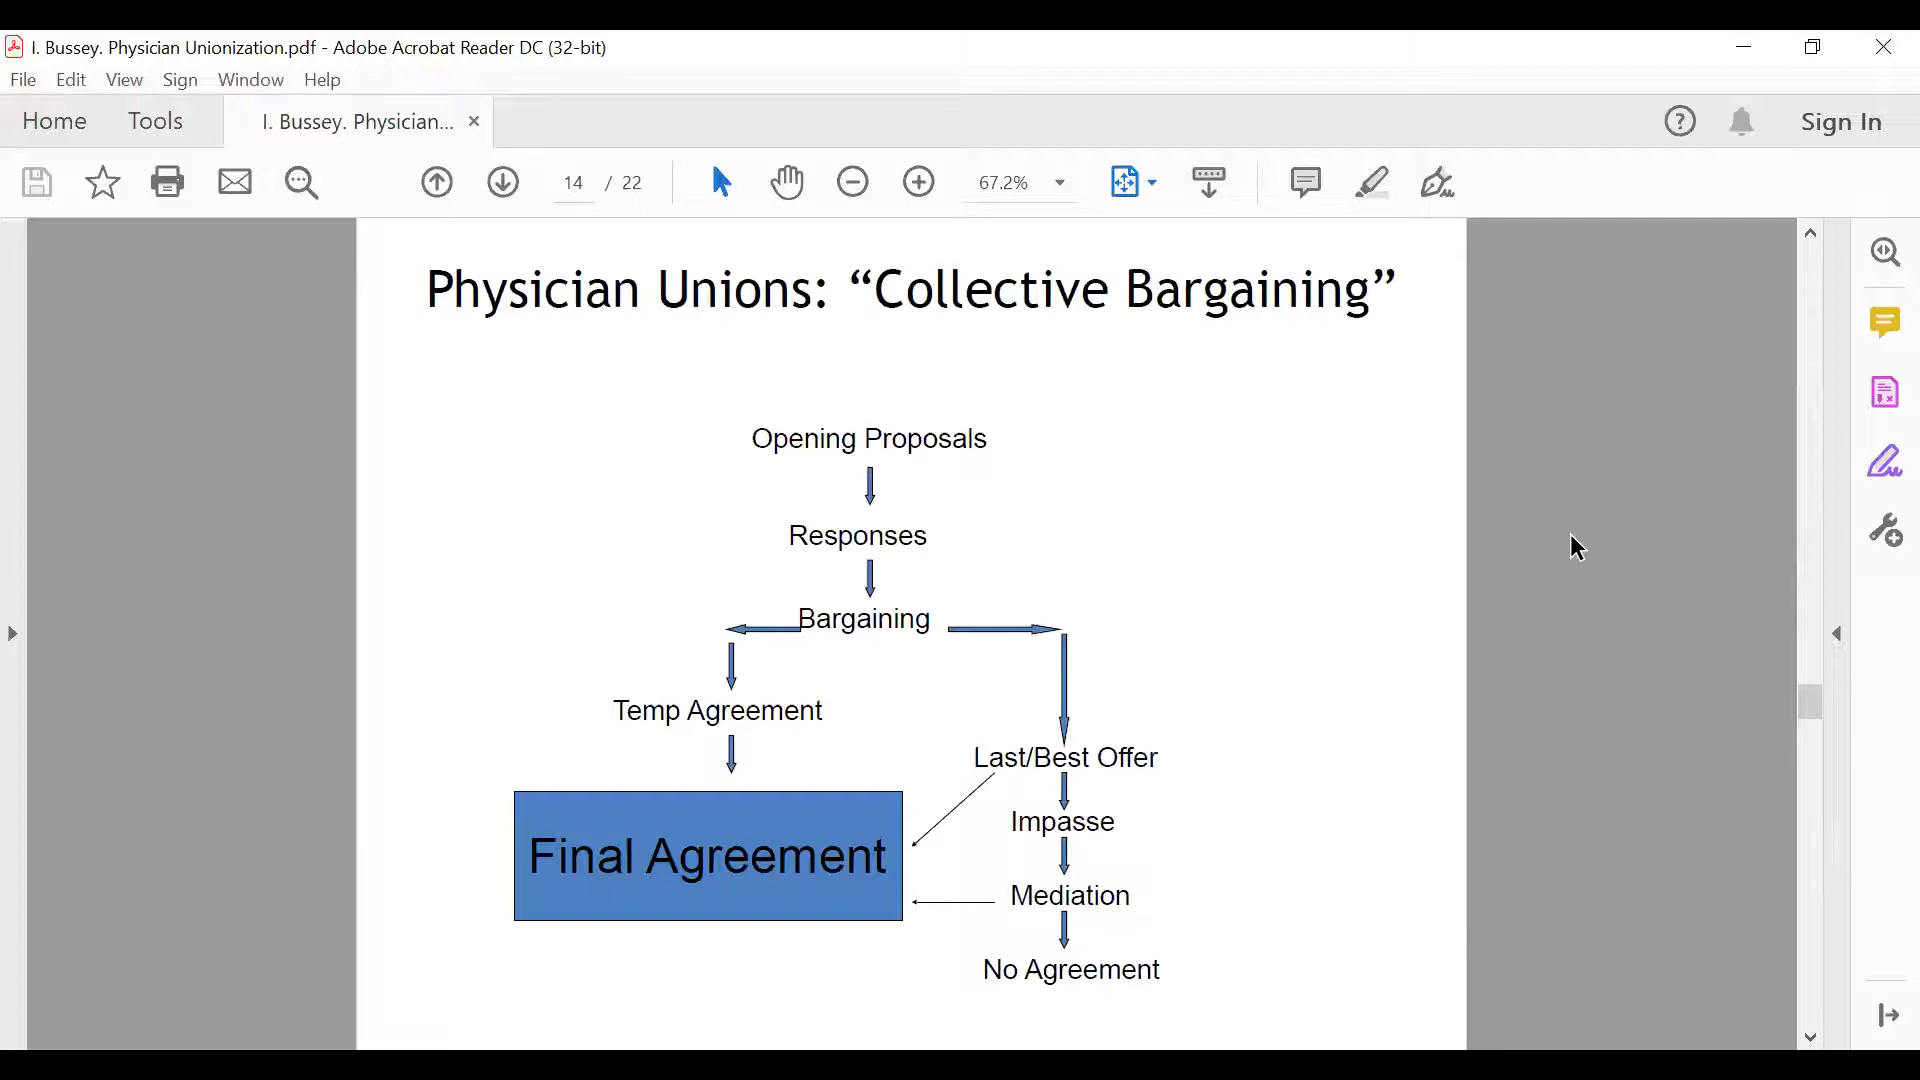 I. Bussey. Physician Unionization.pdf - Adobe Acrobat Reader DC (32-bit)
File Edit View Sign Window Help
Home Tools I. Bussey. Physician... × Sign In
14 / 22 67.2%
Physician Unions: “Collective Bargaining”
Opening Proposals
Responses
Bargaining
Temp Agreement
Last/Best Offer
Impasse
Final Agreement
Mediation
No Agreement